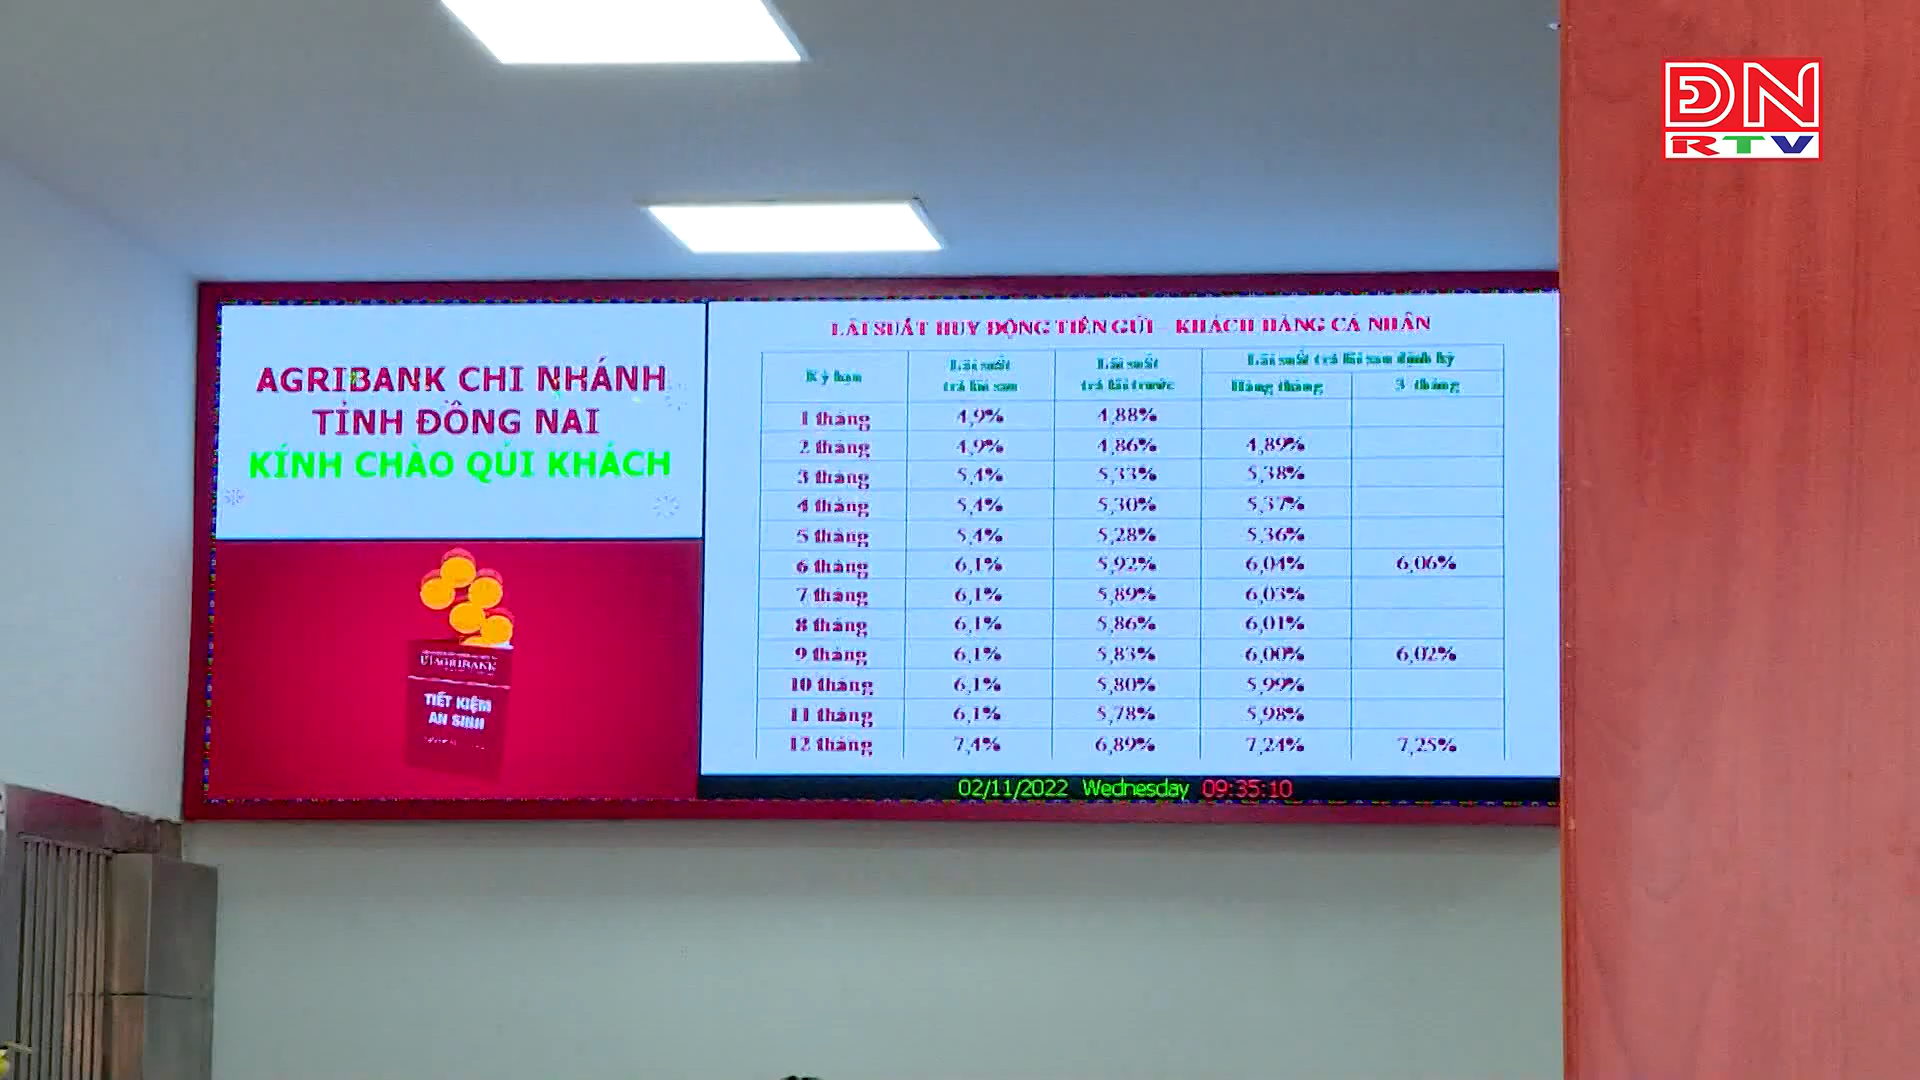 ĐN
RTV
AGRIBANK CHI NHÁNH
TỈNH ĐỒNG NAI
KÍNH CHÀO QÚI KHÁCH
AGRIBANK
TIẾT KIỆM
AN SINH
LÃI SUẤT HUY ĐỘNG TIỀN GỬI - KHÁCH HÀNG CÁ NHÂN
Kỳ hạn Lãi suất trả lãi sau Lãi suất trả lãi trước Lãi suất trả lãi sau định kỳ
Hàng tháng 3 tháng
1 tháng 4,9% 4,88%
2 tháng 4,9% 4,86% 4,89%
3 tháng 5,4% 5,33% 5,38%
4 tháng 5,4% 5,30% 5,37%
5 tháng 5,4% 5,28% 5,36%
6 tháng 6,1% 5,92% 6,04% 6,06%
7 tháng 6,1% 5,89% 6,03%
8 tháng 6,1% 5,86% 6,01%
9 tháng 6,1% 5,83% 6,00% 6,02%
10 tháng 6,1% 5,80% 5,99%
11 tháng 6,1% 5,78% 5,98%
12 tháng 7,4% 6,89% 7,24% 7,25%
02/11/2022 Wednesday 09:35:10